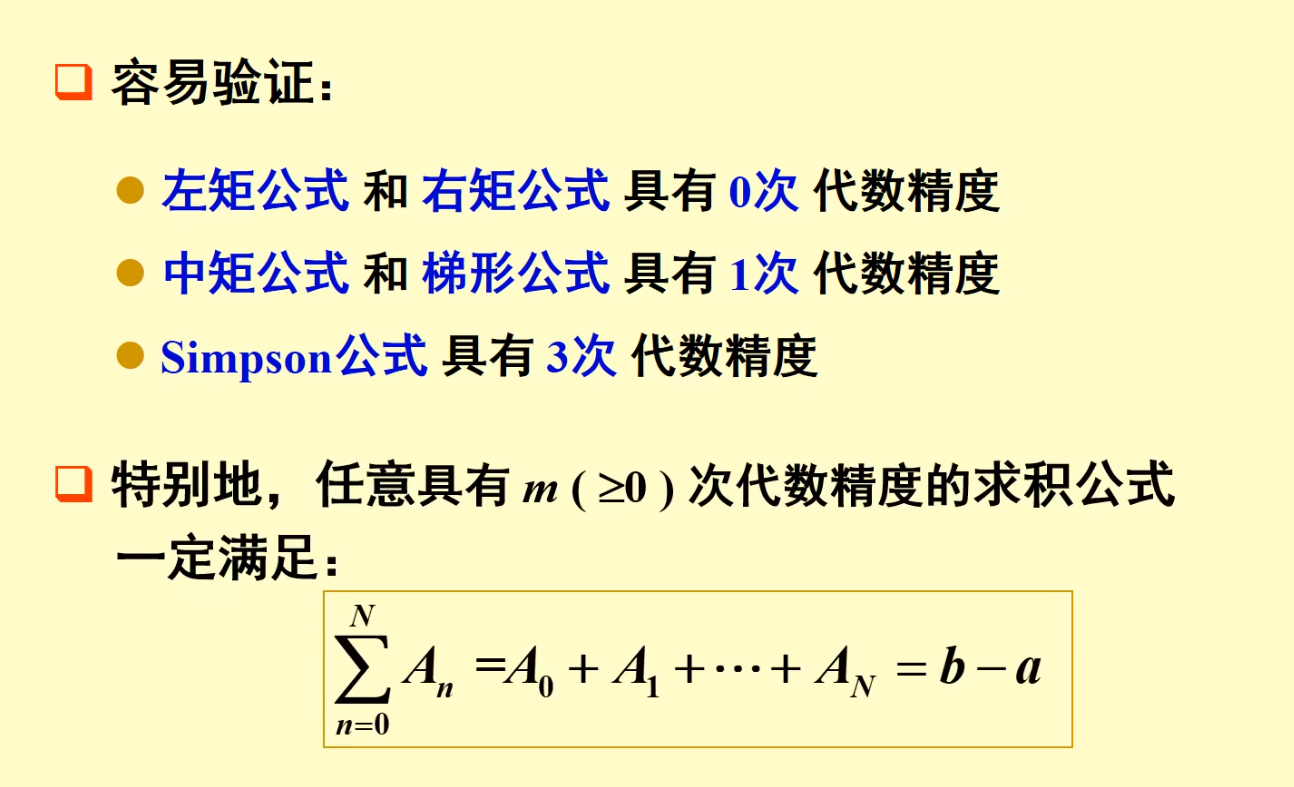 ❑ 容易验证：
● 左矩公式 和 右矩公式 具有 0次 代数精度
● 中矩公式 和 梯形公式 具有 1次 代数精度
● Simpson公式 具有 3次 代数精度
❑ 特别地，任意具有 m ( ≥0 ) 次代数精度的求积公式
一定满足：
$\sum_{n=0}^{N} A_n = A_0 + A_1 + \cdots + A_N = b - a$